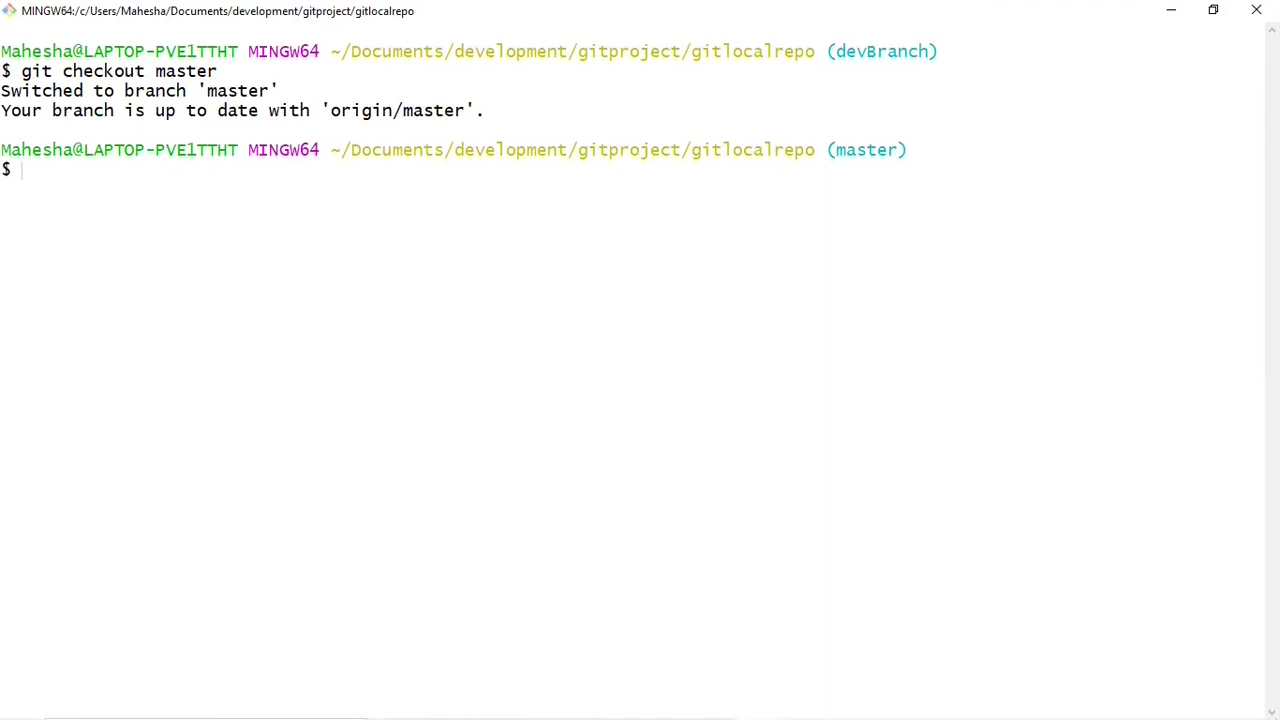 MINGW64:/c/Users/Mahesha/Documents/development/gitproject/gitlocalrepo
Mahesha@LAPTOP-PVE1TTHT MINGW64 ~/Documents/development/gitproject/gitlocalrepo (devBranch)
$ git checkout master
Switched to branch 'master'
Your branch is up to date with 'origin/master'.
Mahesha@LAPTOP-PVE1TTHT MINGW64 ~/Documents/development/gitproject/gitlocalrepo (master)
$